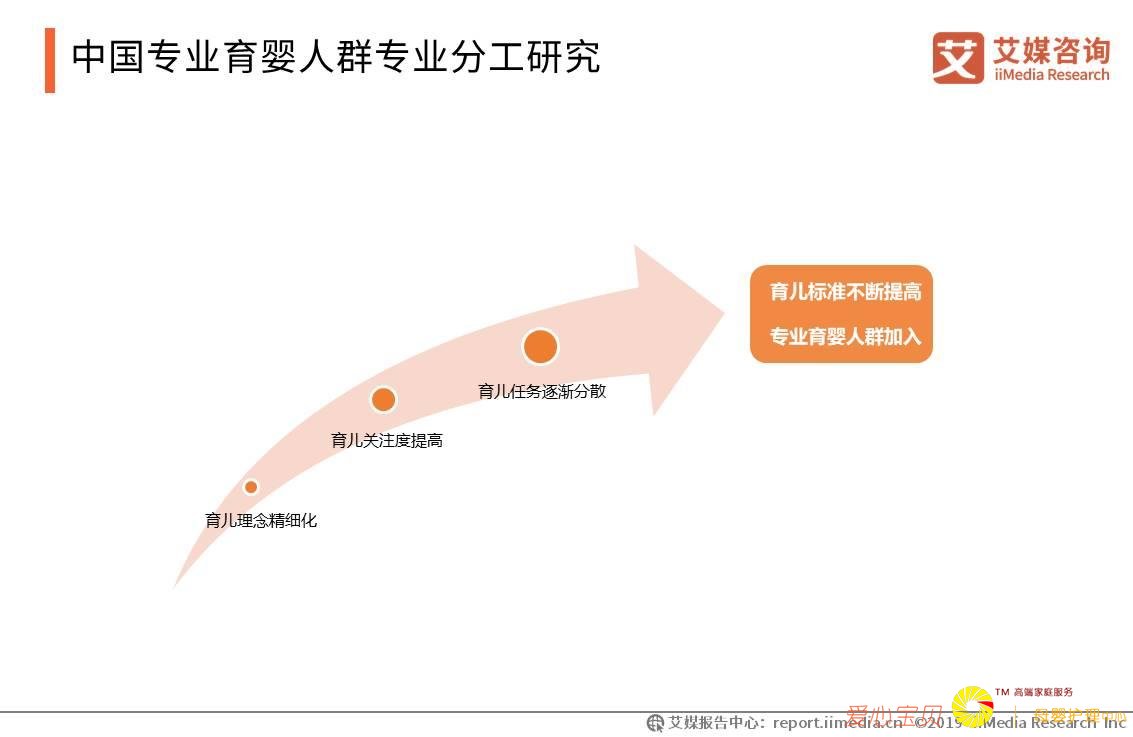 中国专业育婴人群专业分工研究
艾 艾媒咨询
iiMedia Research
育儿标准不断提高
专业育婴人群加入
育儿任务逐渐分散
育儿关注度提高
育儿理念精细化
TM 高端家庭服务
爱心宝贝 | 母婴护理中心
艾媒报告中心：report.iimedia.cn ©2019 iiMedia Research Inc